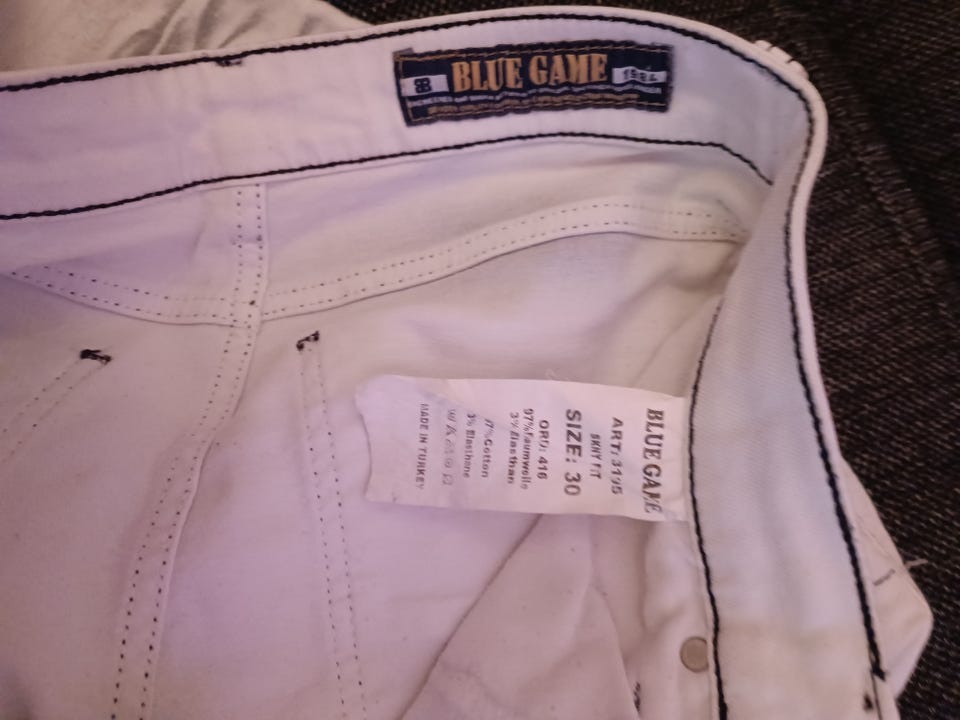 BLUE GAME
1984
BLUE GAME
ART: 3195
SKNY FIT
SIZE: 30
ORD: 416
97%Baumwolle
3% Elasthan
97%Cotton
3% Elasthane
MADE IN TURKEY